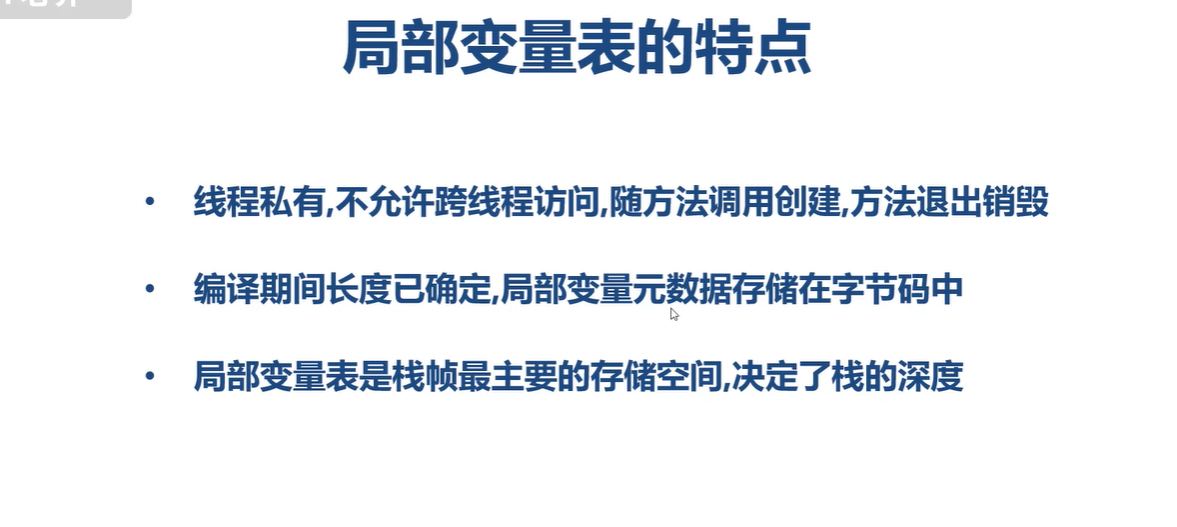 局部变量表的特点
• 线程私有,不允许跨线程访问,随方法调用创建,方法退出销毁
• 编译期间长度已确定,局部变量元数据存储在字节码中
• 局部变量表是栈帧最主要的存储空间,决定了栈的深度